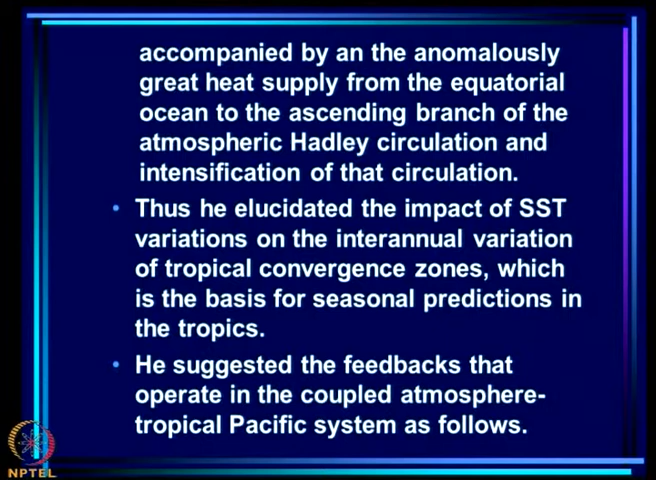 accompanied by an the anomalously
great heat supply from the equatorial
ocean to the ascending branch of the
atmospheric Hadley circulation and
intensification of that circulation.
• Thus he elucidated the impact of SST
variations on the interannual variation
of tropical convergence zones, which
is the basis for seasonal predictions in
the tropics.
• He suggested the feedbacks that
operate in the coupled atmosphere-
tropical Pacific system as follows.
NPTEL